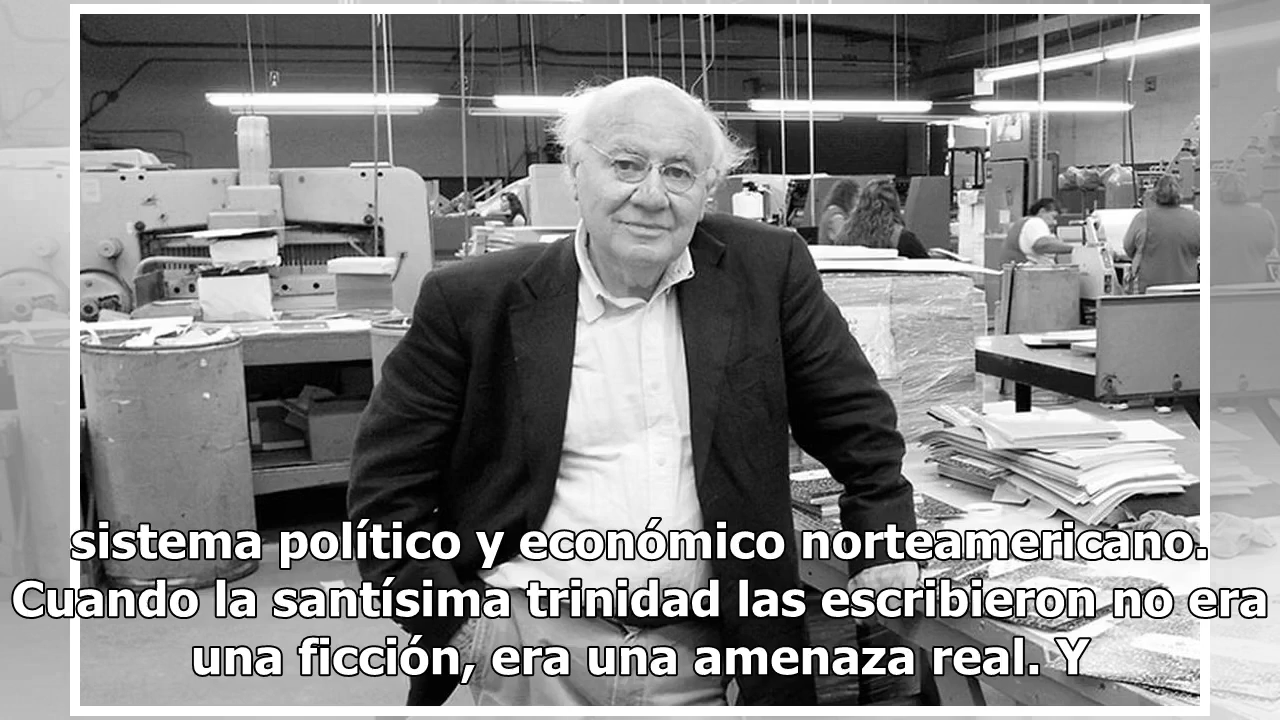 sistema político y económico norteamericano.
Cuando la santísima trinidad las escribieron no era
una ficción, era una amenaza real. Y